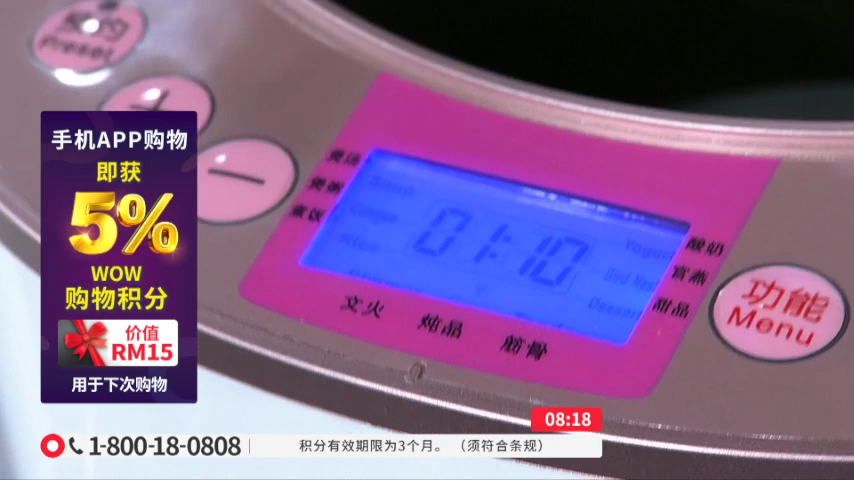 预约
Preset
手机APP购物
即获
5%
WOW
购物积分
价值
RM15
用于下次购物
煲汤
煲粥
煮饭
Soup
Congee
Rice
01:10
Yogurt
Bird Nest
Dessert
酸奶
官燕
甜品
文火
炖品
筋骨
功能
Menu
08:18
1-800-18-0808
积分有效期限为3个月。（须符合条规）